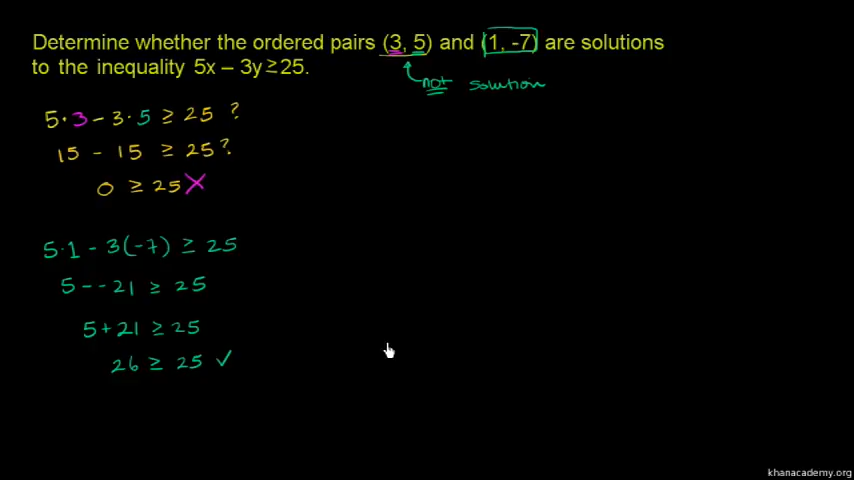 Determine whether the ordered pairs (3, 5) and (1, -7) are solutions
to the inequality 5x – 3y ≥ 25.
not solution
5·3 - 3·5 ≥ 25 ?
15 - 15 ≥ 25?
0 ≥ 25 X
5·1 - 3(-7) ≥ 25
5 - - 21 ≥ 25
5 + 21 ≥ 25
26 ≥ 25 ✓
khanacademy.org